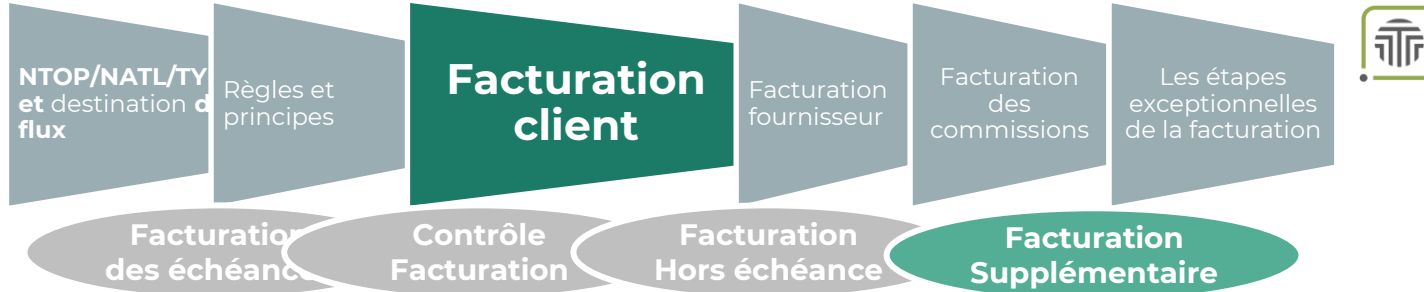 NTOP/NATL/TY
et destination d
flux
Règles et
principes
Facturation
client
Facturation
fournisseur
Facturation
des
commissions
Les étapes
exceptionnelles
de la facturation
Facturation
des échéanc
Contrôle
Facturation
Facturation
Hors échéance
Facturation
Supplémentaire